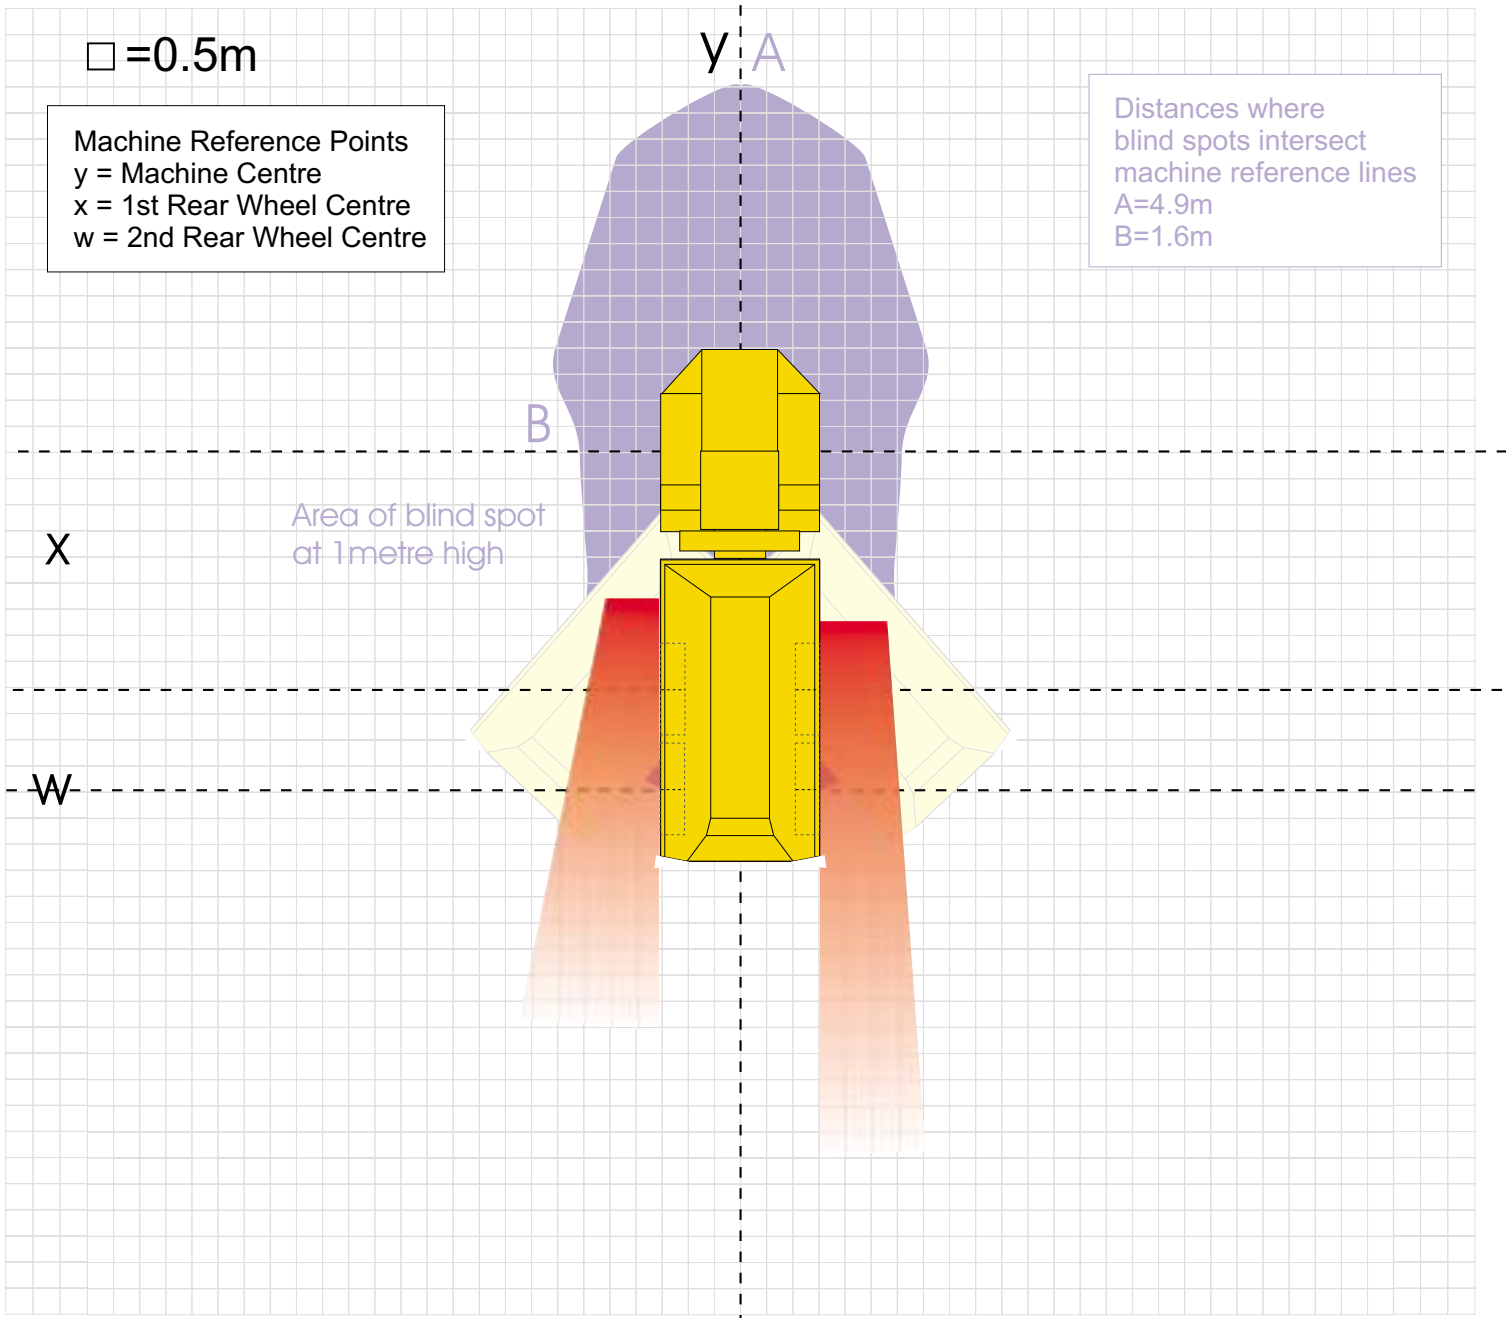 □ =0.5m
y A
Machine Reference Points
y = Machine Centre
x = 1st Rear Wheel Centre
w = 2nd Rear Wheel Centre
Distances where
blind spots intersect
machine reference lines
A=4.9m
B=1.6m
B
Area of blind spot
at 1metre high
X
W